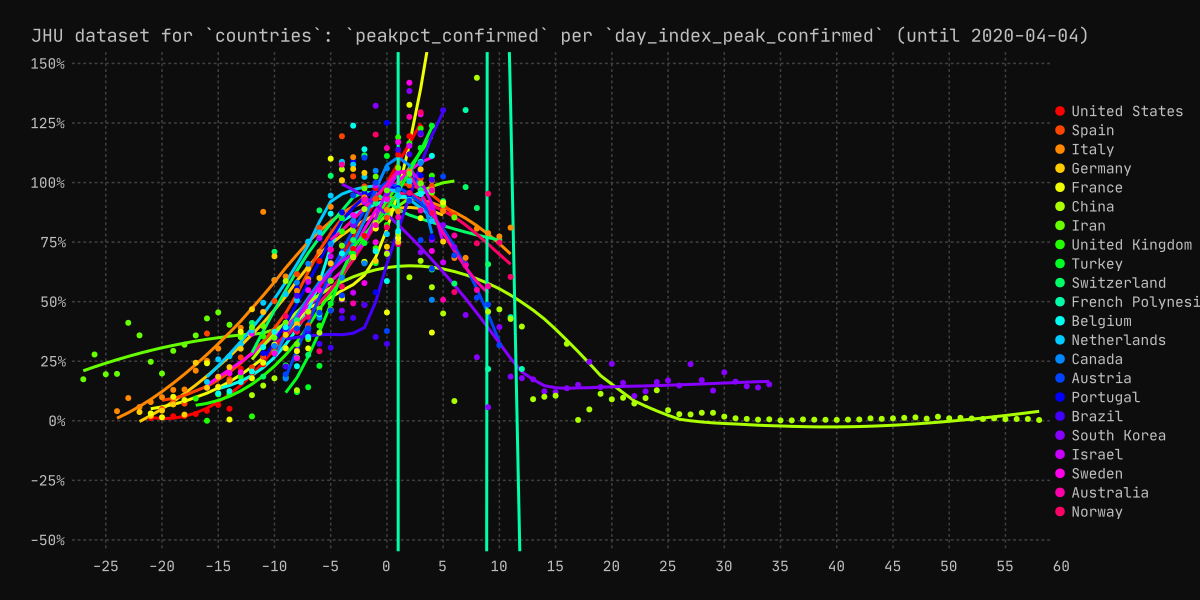 JHU dataset for `countries`: `peakpct_confirmed` per `day_index_peak_confirmed` (until 2020-04-04)
150%
125%
100%
75%
50%
25%
0%
-25%
-50%
-25
-20
-15
-10
-5
0
5
10
15
20
25
30
35
40
45
50
55
60
United States
Spain
Italy
Germany
France
China
Iran
United Kingdom
Turkey
Switzerland
French Polynesi
Belgium
Netherlands
Canada
Austria
Portugal
Brazil
South Korea
Israel
Sweden
Australia
Norway